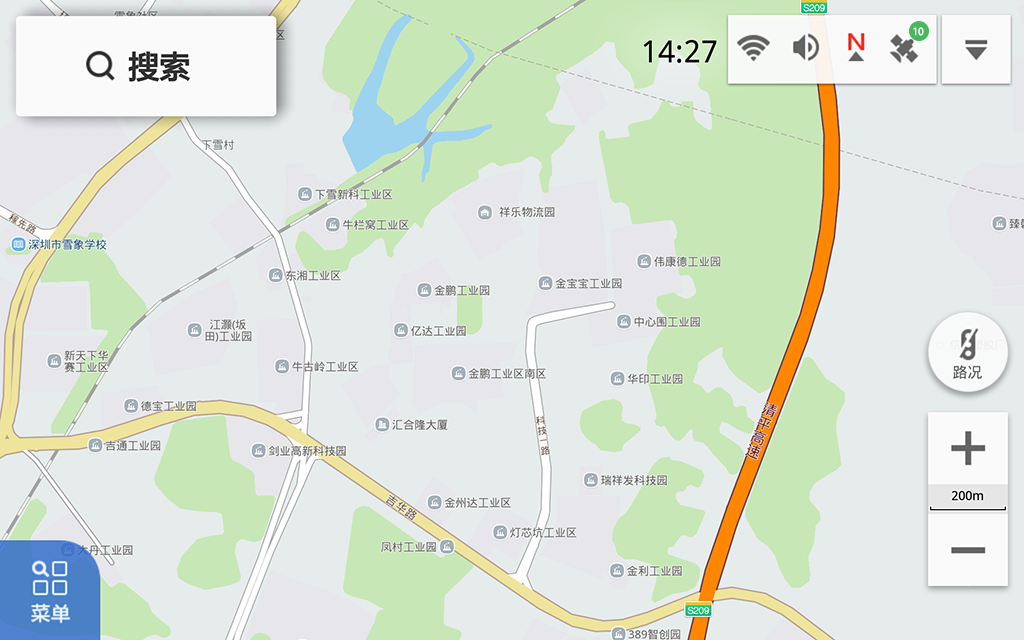 S209
雪象社区
搜索
14:27
N
10
下雪村
下雪新科工业区
祥乐物流园
牛栏窝工业区
稼先路
深圳市雪象学校
伟康德工业园
东湘工业区
金鹏工业园
金宝宝工业园
江灏(坂
田)工业园
亿达工业园
中心围工业园
新天下华
赛工业区
牛古岭工业区
金鹏工业区南区
华印工业园
路况
德宝工业园
汇合隆大厦
科技一路
清平高速
吉通工业园
剑业高新科技园
瑞祥发科技园
200m
吉华路
金州达工业区
灯芯坑工业区
凤村工业园
大丹工业园
金利工业园
菜单
S209
389智创园